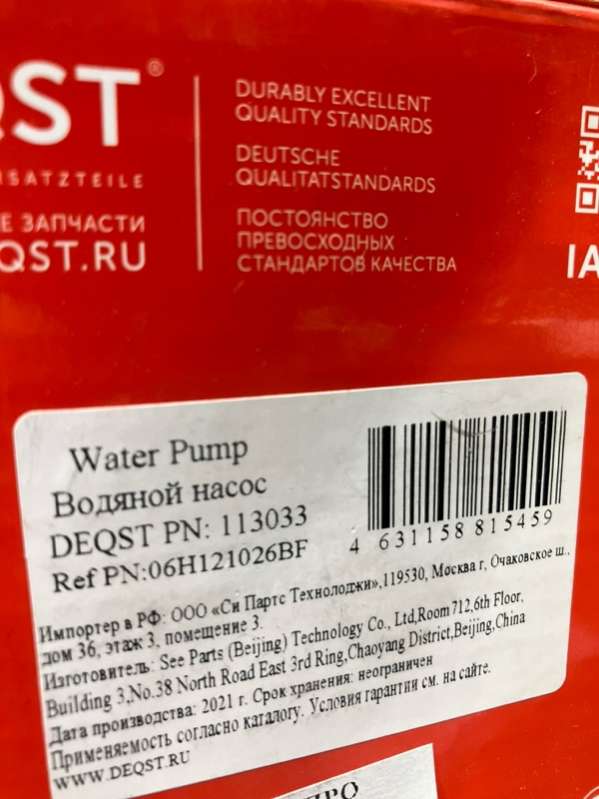 QST®
RSATZTEILE
Е ЗАПЧАСТИ
QST.RU
DURABLY EXCELLENT
QUALITY STANDARDS
DEUTSCHE
QUALITATSTANDARDS
ПОСТОЯНСТВО
ПРЕВОСХОДНЫХ
СТАНДАРТОВ КАЧЕСТВА
IA
Water Pump
Водяной насос
DEQST PN: 113033
Ref PN:06H121026BF
4 631158 815459
Импортер в РФ: ООО «Си Партс Технолоджи»,119530, Москва г, Очаковское ш.,
дом 36, этаж 3, помещение 3.
Изготовитель: See Parts (Beijing) Technology Co., Ltd,Room712,6th Floor,
Building 3,No.38 North Road East 3rd Ring,Chaoyang District,Beijing,China
Дата производства: 2021 г. Срок хранения: неограничен
Применяемость согласно каталогу. Условия гарантии см. на сайте.
WWW.DEQST.RU
ПРО